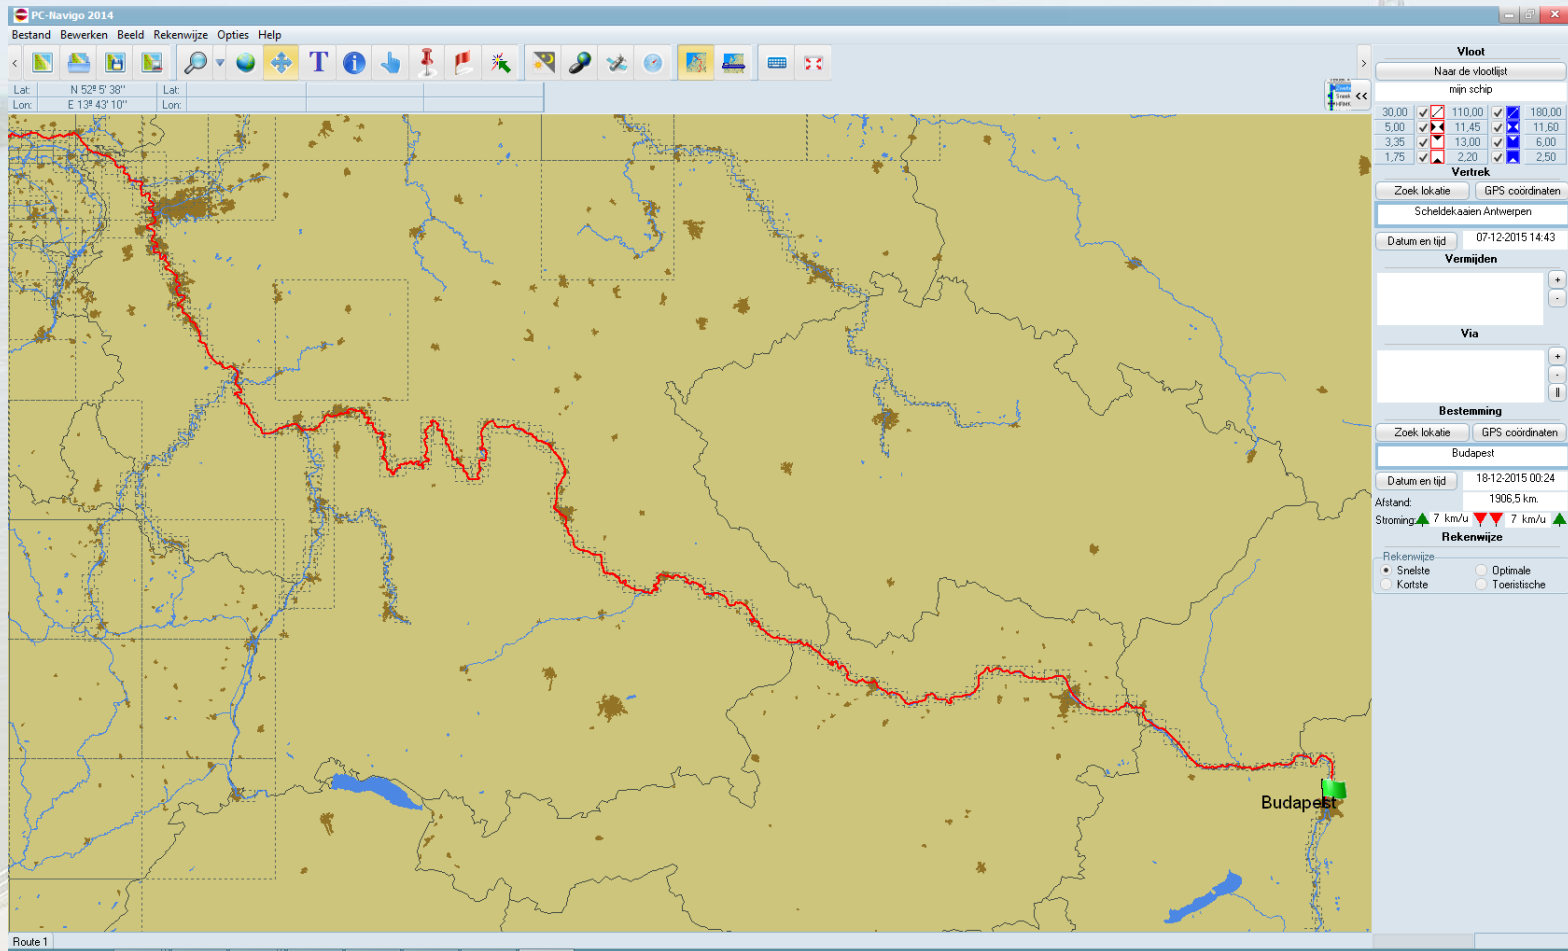 PC-Navigo 2014
Bestand Bewerken Beeld Rekenwijze Opties Help
Lat: N 52º 5' 38'' Lat:
Lon: E 13º 43' 10'' Lon:
Budapest
Route 1
Vloot
Naar de vlootlijst
mijn schip
30,00 110,00 180,00
5,00 11,45 11,60
3,35 13,00 6,00
1,75 2,20 2,50
Vertrek
Zoek lokatie GPS coördinaten
Scheldekaaien Antwerpen
Datum en tijd 07-12-2015 14:43
Vermijden
+
-
Via
+
-
||
Bestemming
Zoek lokatie GPS coördinaten
Budapest
Datum en tijd 18-12-2015 00:24
Afstand: 1906,5 km.
Stroming: 7 km/u 7 km/u
Rekenwijze
Rekenwijze
Snelste Optimale
Kortste Toeristische